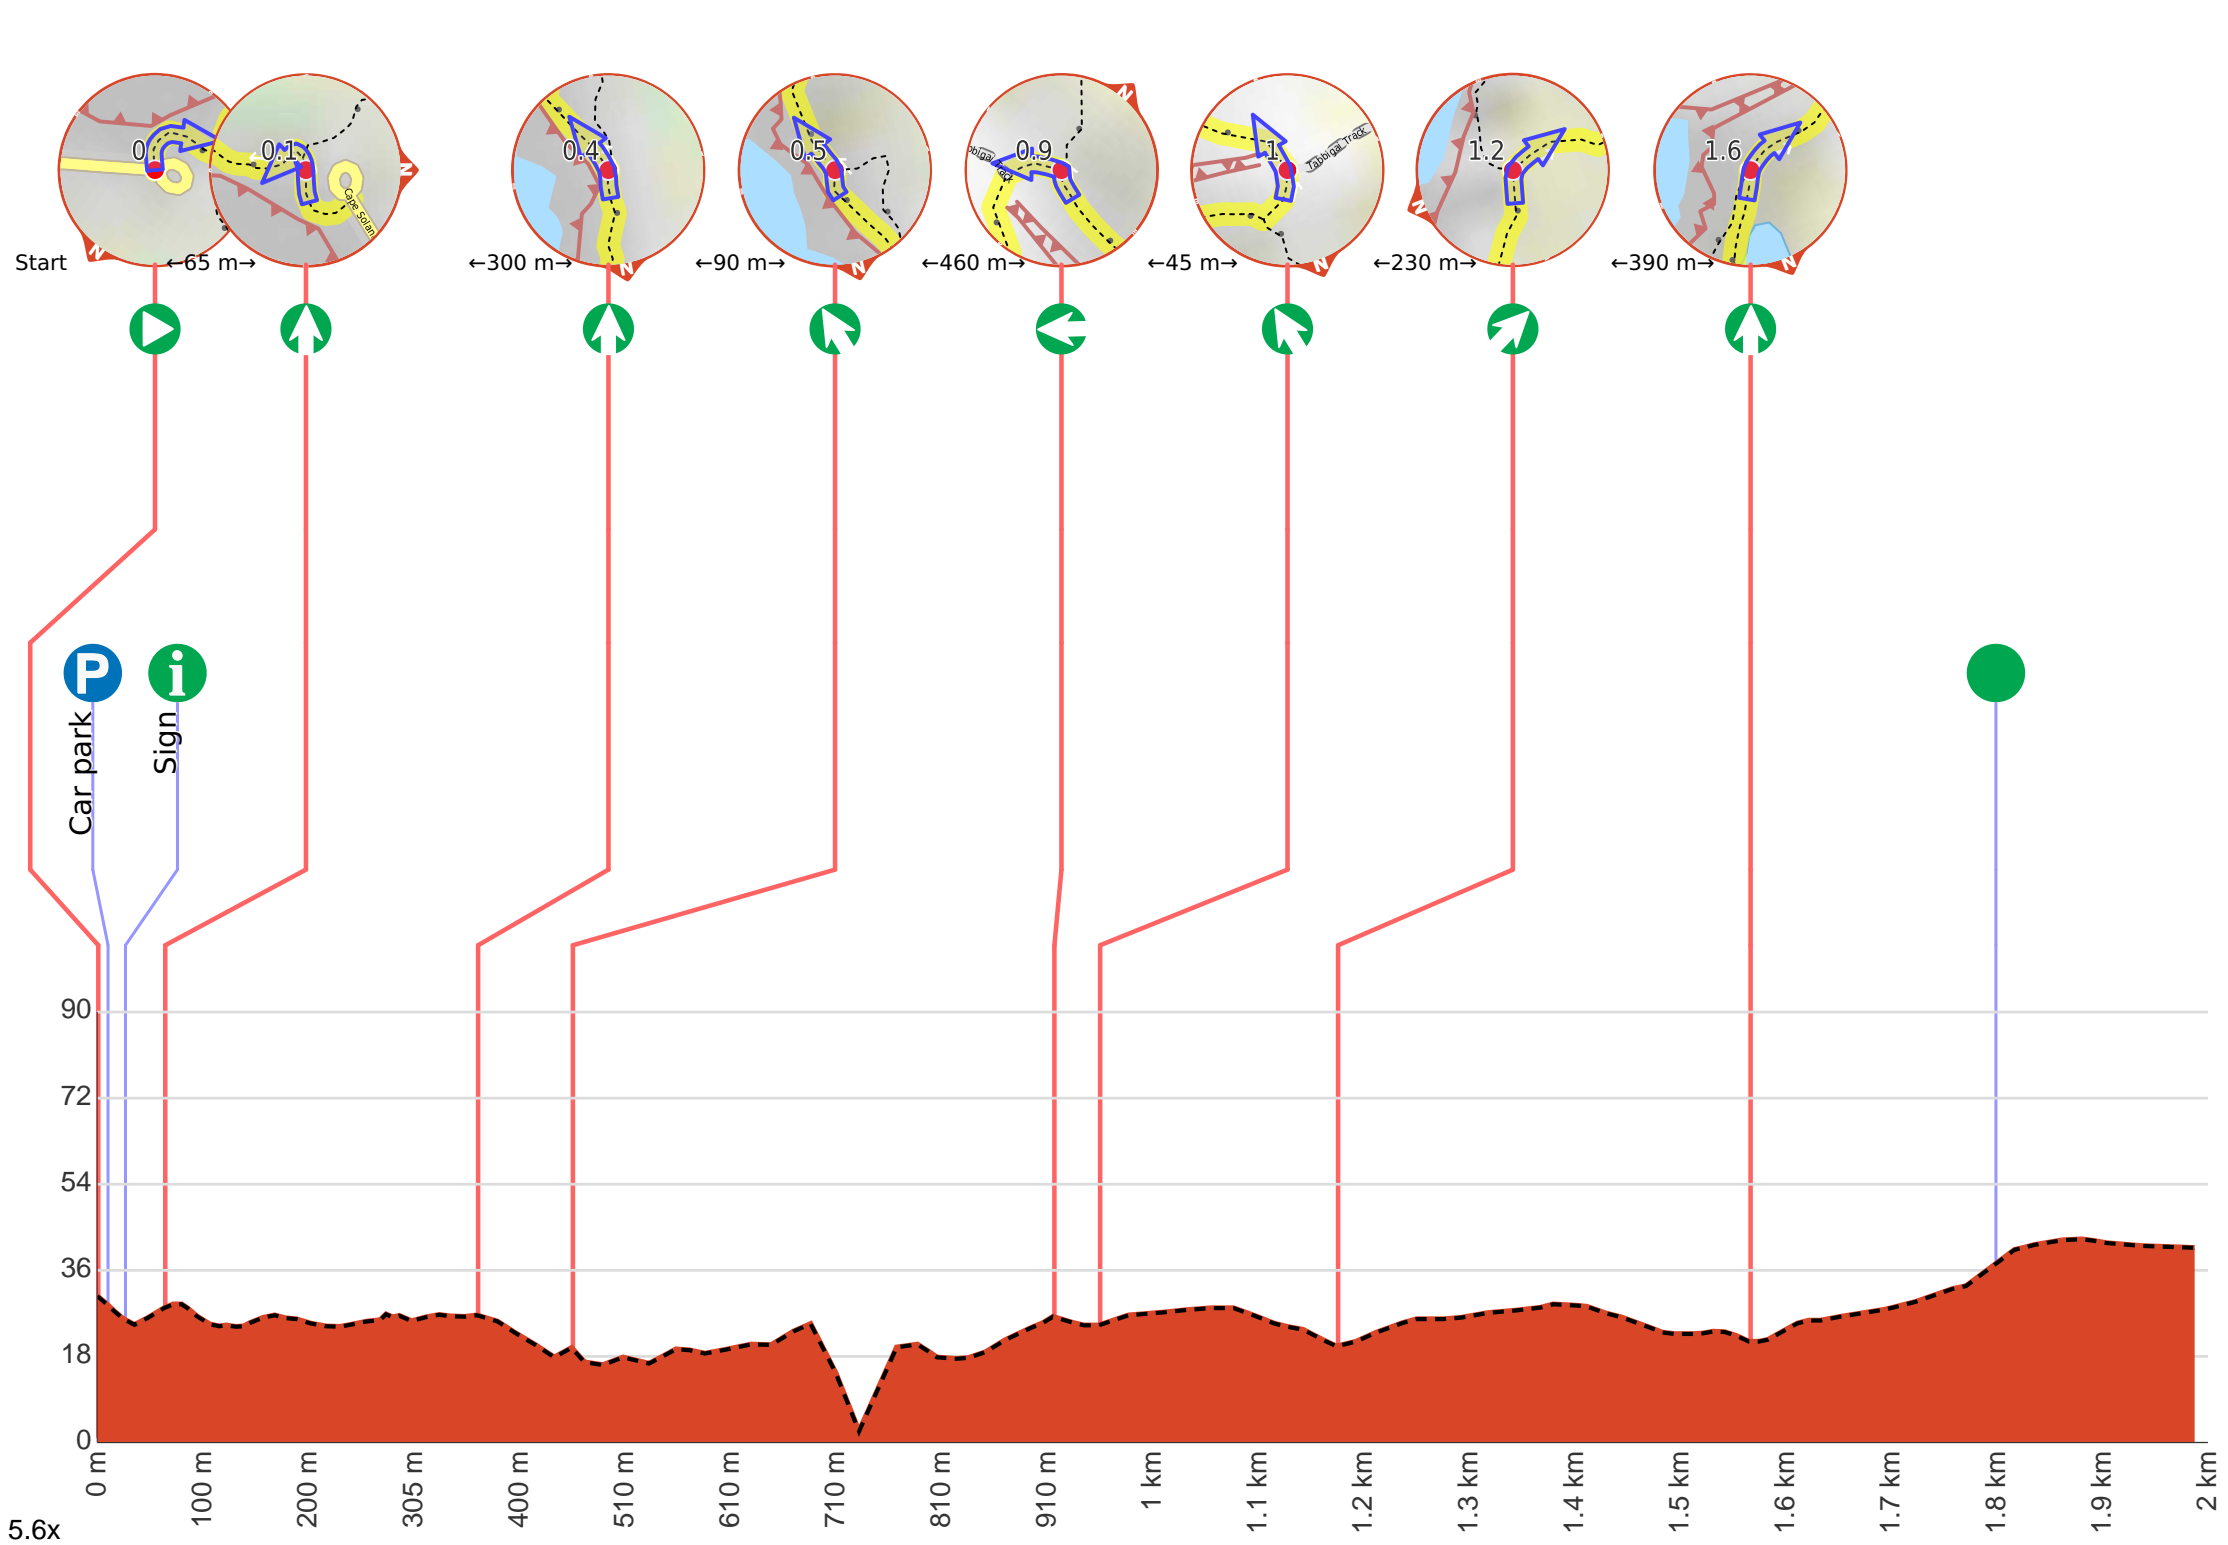 0
0.1
0.4
0.5
0.9
1
1.2
1.6
Cape Solan
Jabbigal_Track
N
N
N
N
N
N
N
N
Start
←65 m→
←300 m→
←90 m→
←460 m→
←45 m→
←230 m→
←390 m→
P
i
Car park
Sign
90
72
54
36
18
0
0 m
100 m
200 m
305 m
400 m
510 m
610 m
710 m
810 m
910 m
1 km
1.1 km
1.2 km
1.3 km
1.4 km
1.5 km
1.6 km
1.7 km
1.8 km
1.9 km
2 km
5.6x